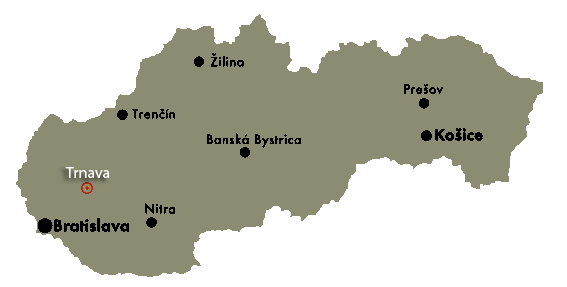 Žilina
Prešov
Trenčín
Košice
Banská Bystrica
Trnava
Nitra
Bratislava